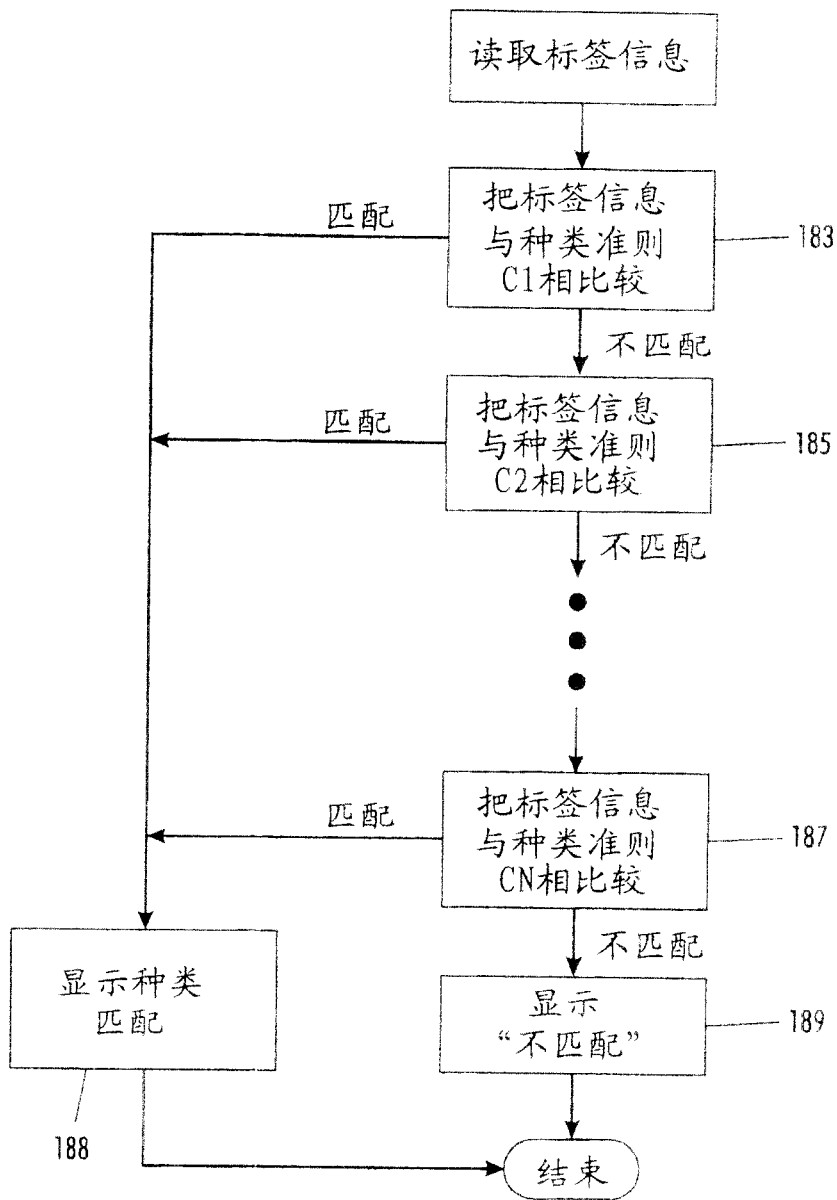 读取标签信息
匹配
把标签信息
与种类准则
C1相比较
183
不匹配
匹配
把标签信息
与种类准则
C2相比较
185
不匹配
匹配
把标签信息
与种类准则
CN相比较
187
不匹配
显示种类
匹配
188
显示
“不匹配”
189
结束